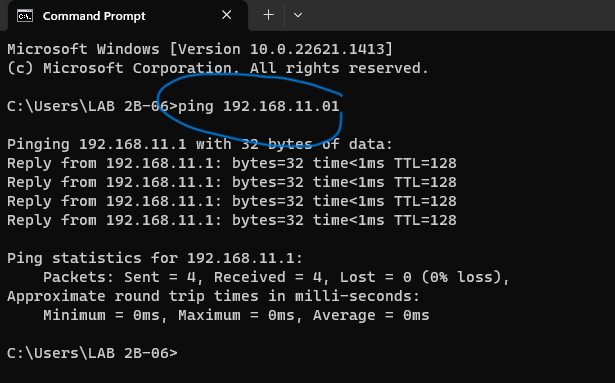 Command Prompt
Microsoft Windows [Version 10.0.22621.1413]
(c) Microsoft Corporation. All rights reserved.
C:\Users\LAB 2B-06>ping 192.168.11.01
Pinging 192.168.11.1 with 32 bytes of data:
Reply from 192.168.11.1: bytes=32 time<1ms TTL=128
Reply from 192.168.11.1: bytes=32 time<1ms TTL=128
Reply from 192.168.11.1: bytes=32 time<1ms TTL=128
Reply from 192.168.11.1: bytes=32 time<1ms TTL=128
Ping statistics for 192.168.11.1:
Packets: Sent = 4, Received = 4, Lost = 0 (0% loss),
Approximate round trip times in milli-seconds:
Minimum = 0ms, Maximum = 0ms, Average = 0ms
C:\Users\LAB 2B-06>